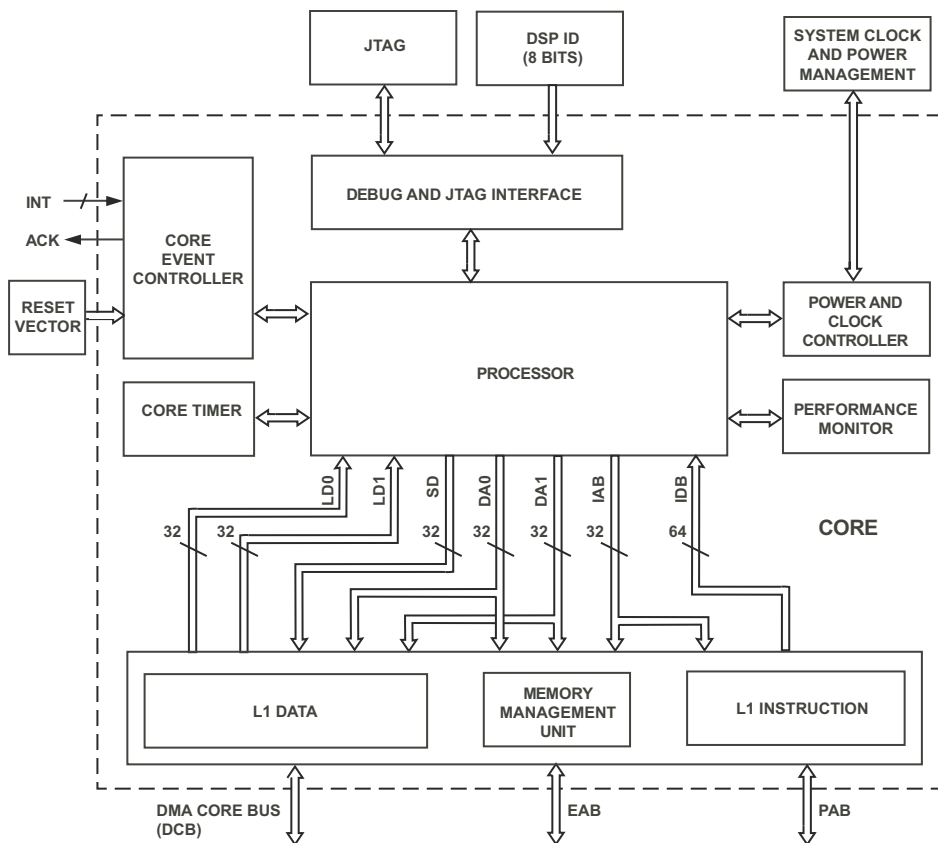 JTAG
DSP ID
(8 BITS)
SYSTEM CLOCK
AND POWER
MANAGEMENT
DEBUG AND JTAG INTERFACE
INT
ACK
CORE
EVENT
CONTROLLER
RESET
VECTOR
POWER AND
CLOCK
CONTROLLER
PROCESSOR
CORE TIMER
PERFORMANCE
MONITOR
LD0
LD1
SD
DA0
DA1
IAB
IDB
32
32
32
32
32
32
64
CORE
L1 DATA
MEMORY
MANAGEMENT
UNIT
L1 INSTRUCTION
DMA CORE BUS
(DCB)
EAB
PAB